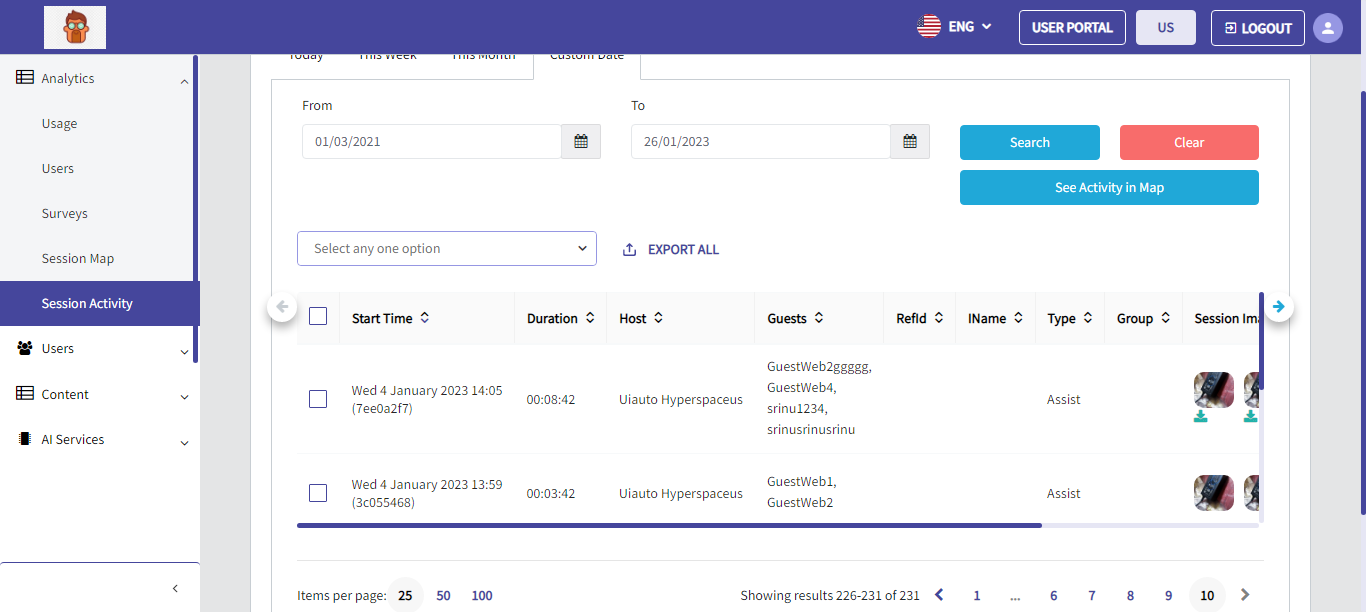 ENG
USER PORTAL
US
LOGOUT
Analytics
Usage
Users
Surveys
Session Map
Session Activity
Users
Content
AI Services
Today This Week This Month Custom Date
From To
01/03/2021 26/01/2023
Search Clear
See Activity in Map
Select any one option
EXPORT ALL
Start Time Duration Host Guests RefId IName Type Group Session Ima
GuestWeb2ggggg,
GuestWeb4,
srinu1234,
srinusrinusrinu
Wed 4 January 2023 14:05
(7ee0a2f7)
00:08:42 Uiauto Hyperspaceus Assist
Wed 4 January 2023 13:59
(3c055468)
00:03:42 Uiauto Hyperspaceus
GuestWeb1,
GuestWeb2
Assist
Items per page: 25 50 100
Showing results 226-231 of 231 1 ... 6 7 8 9 10